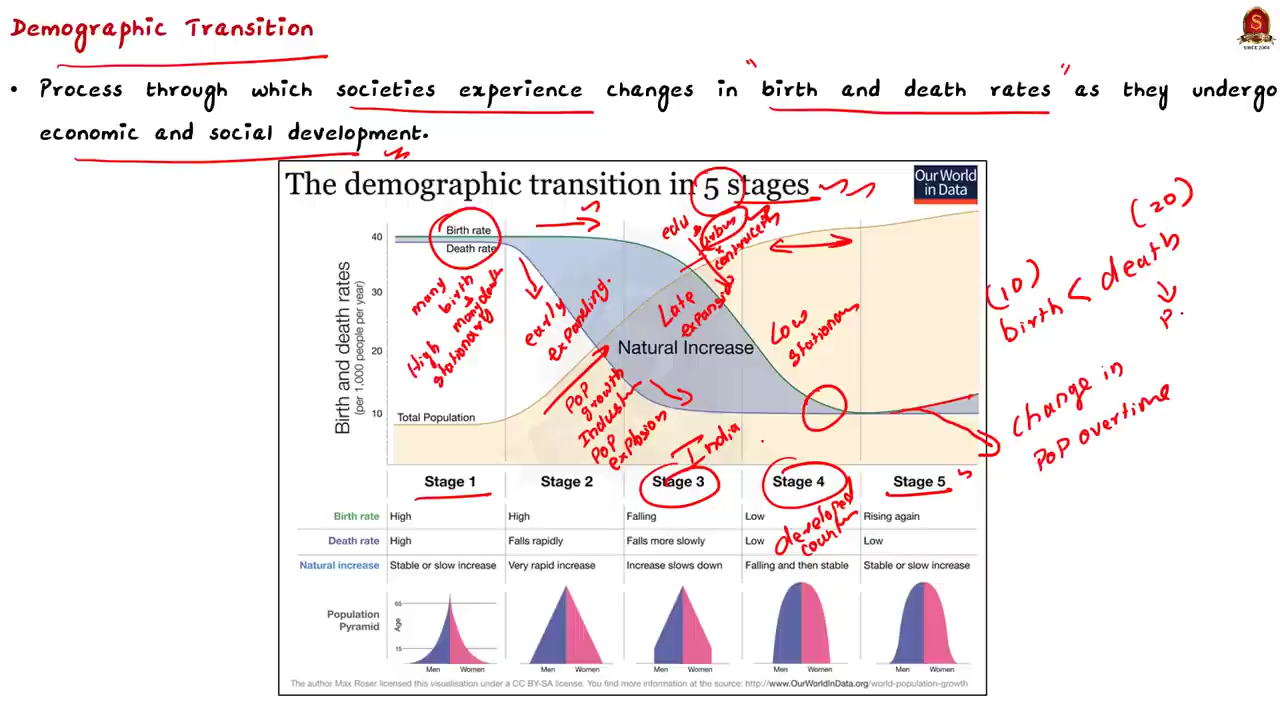 Demographic Transition
• Process through which societies experience changes in "birth and death rates" as they undergo
economic and social development.
S
SINCE 2004
The demographic transition in 5 stages
Our World
in Data
Birth rate
Death rate
40
30
20
10
Birth and death rates
(per 1,000 people per year)
Total Population
Natural Increase
many
birth
many death
High
stationary
early
expanding.
POP
growth
Industr
POP
explosion
edu
Late
expansion
Low
stationary
India
developed
(20)
(10)
birth < death
P.
change in
POP overtime
Stage 1 Stage 2 Stage 3 Stage 4 Stage 5
Birth rate High High Falling Low Rising again
Death rate High Falls rapidly Falls more slowly Low Low
Natural increase Stable or slow increase Very rapid increase Increase slows down Falling and then stable Stable or slow increase
Population
Pyramid
65
Age
15
Men Women Men Women Men Women Men Women Men Women
The author Max Roser licensed this visualisation under a CC BY-SA license. You find more information at the source: http://www.OurWorldInData.org/world-population-growth